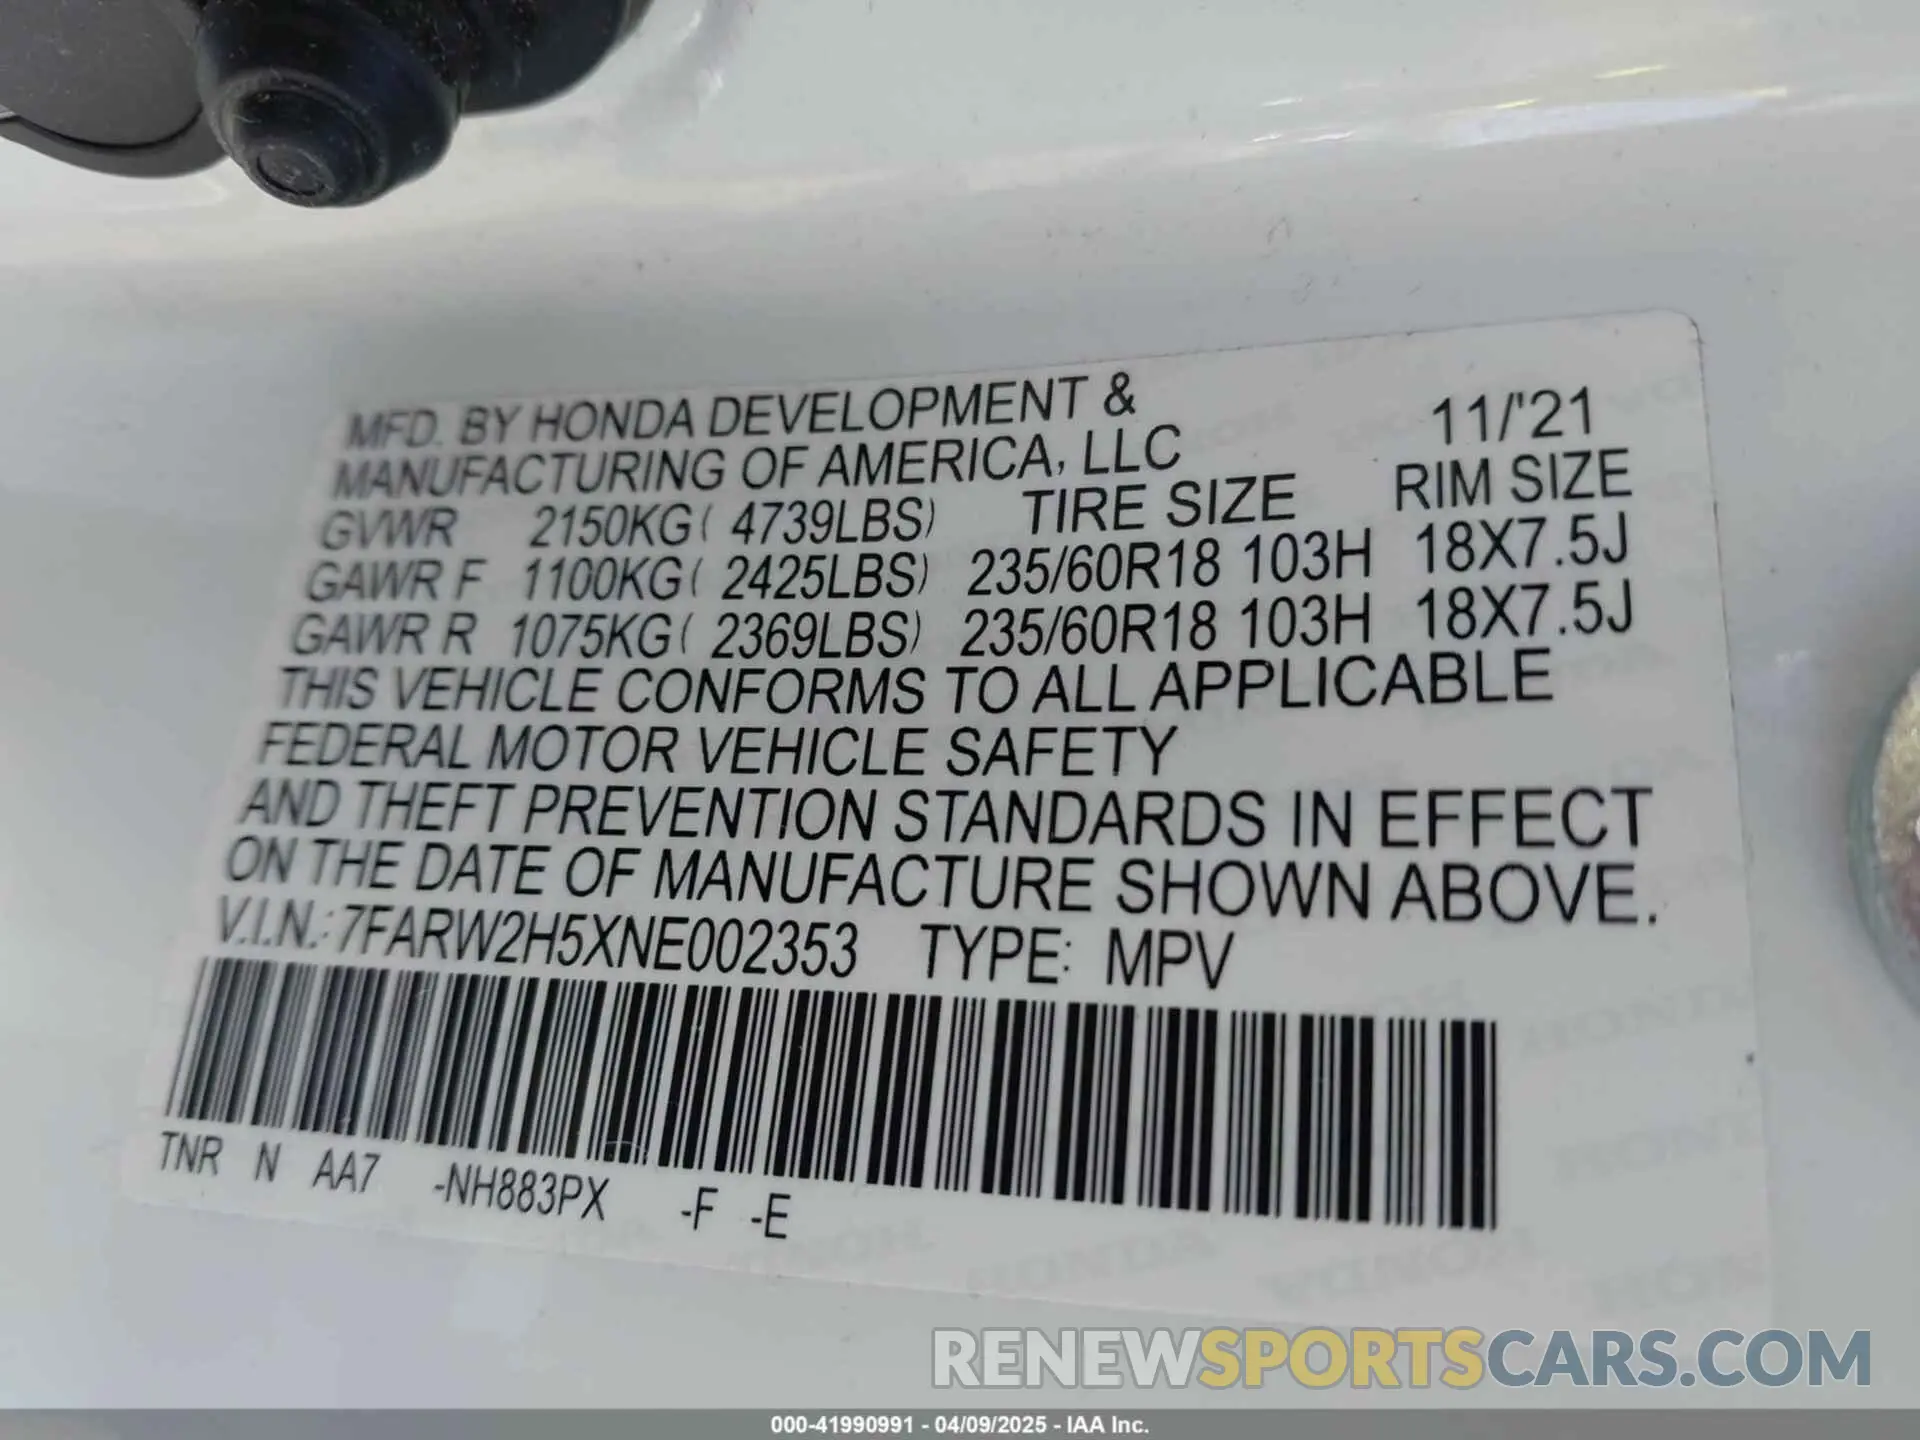 MFD. BY HONDA DEVELOPMENT &
MANUFACTURING OF AMERICA, LLC 11/'21
GVWR 2150KG( 4739LBS) TIRE SIZE RIM SIZE
GAWR F 1100KG( 2425LBS) 235/60R18 103H 18X7.5J
GAWR R 1075KG( 2369LBS) 235/60R18 103H 18X7.5J
THIS VEHICLE CONFORMS TO ALL APPLICABLE
FEDERAL MOTOR VEHICLE SAFETY
AND THEFT PREVENTION STANDARDS IN EFFECT
ON THE DATE OF MANUFACTURE SHOWN ABOVE.
V.I.N.: 7FARW2H5XNE002353 TYPE: MPV
TNR N AA7 -NH883PX -F -E
HONDA HONDA HONDA
RENEWSPORTSCARS.COM
000-41990991 - 04/09/2025 - IAA Inc.